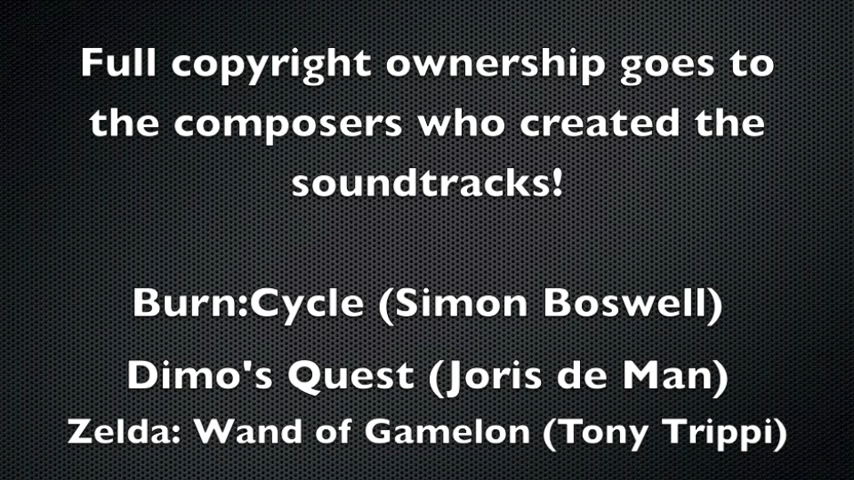 Full copyright ownership goes to
the composers who created the
soundtracks!
Burn:Cycle (Simon Boswell)
Dimo's Quest (Joris de Man)
Zelda: Wand of Gamelon (Tony Trippi)